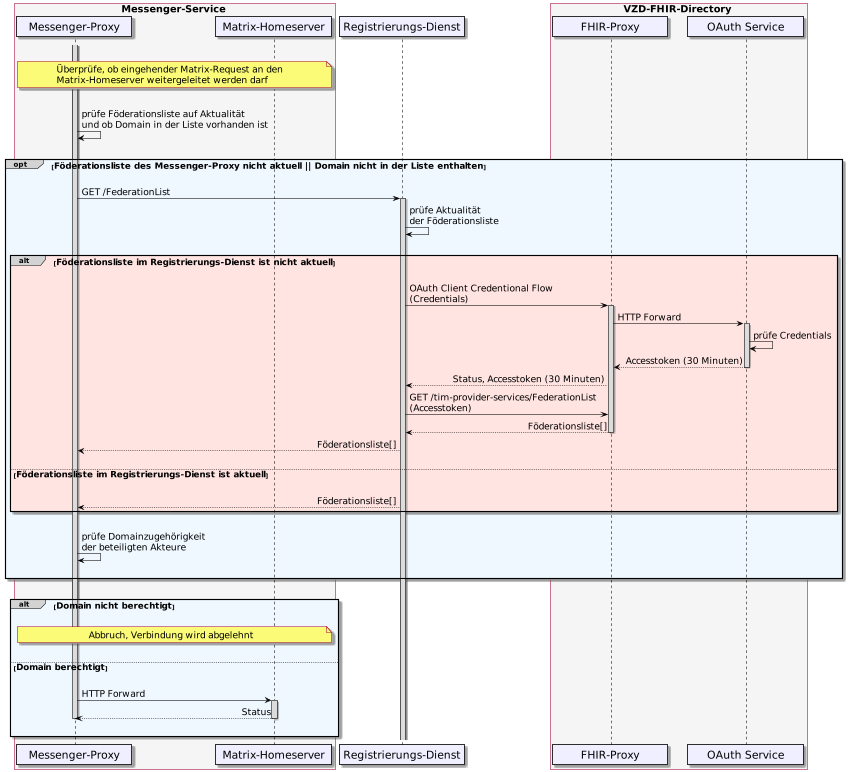 Messenger-Service
VZD-FHIR-Directory
Messenger-Proxy
Matrix-Homeserver
Registrierungs-Dienst
FHIR-Proxy
OAuth Service
Überprüfe, ob eingehender Matrix-Request an den
Matrix-Homeserver weitergeleitet werden darf
prüfe Föderationsliste auf Aktualität
und ob Domain in der Liste vorhanden ist
opt
[Föderationsliste des Messenger-Proxy nicht aktuell || Domain nicht in der Liste enthalten]
GET /FederationList
prüfe Aktualität
der Föderationsliste
alt
[Föderationsliste im Registrierungs-Dienst ist nicht aktuell]
OAuth Client Credentional Flow
(Credentials)
HTTP Forward
prüfe Credentials
Accesstoken (30 Minuten)
Status, Accesstoken (30 Minuten)
GET /tim-provider-services/FederationList
(Accesstoken)
Föderationsliste[]
Föderationsliste[]
[Föderationsliste im Registrierungs-Dienst ist aktuell]
Föderationsliste[]
prüfe Domainzugehörigkeit
der beteiligten Akteure
alt
[Domain nicht berechtigt]
Abbruch, Verbindung wird abgelehnt
[Domain berechtigt]
HTTP Forward
Status
Messenger-Proxy
Matrix-Homeserver
Registrierungs-Dienst
FHIR-Proxy
OAuth Service